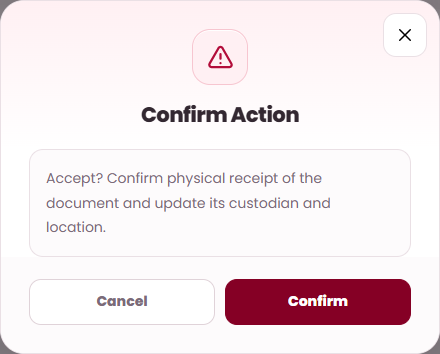 Confirm Action
Accept? Confirm physical receipt of the
document and update its custodian and
location.
Cancel
Confirm